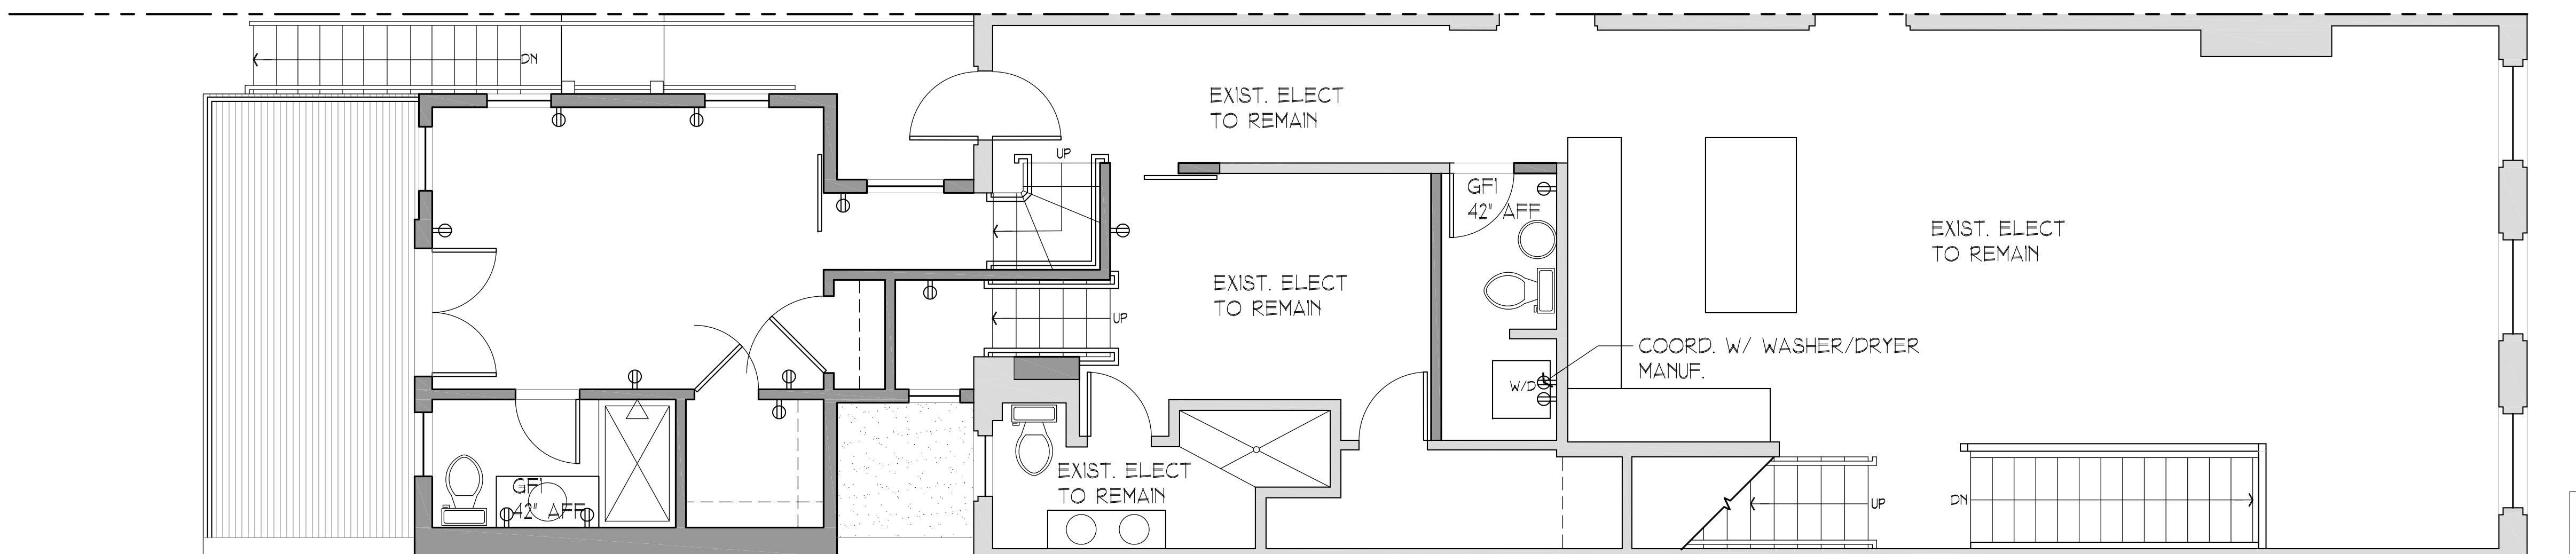 DN
EXIST. ELECT
TO REMAIN
UP
GFI
42" AFF
EXIST. ELECT
TO REMAIN
EXIST. ELECT
TO REMAIN
UP
COORD. W/ WASHER/DRYER
MANUF.
W/D
EXIST. ELECT
TO REMAIN
GFI
42" AFF
UP
DN